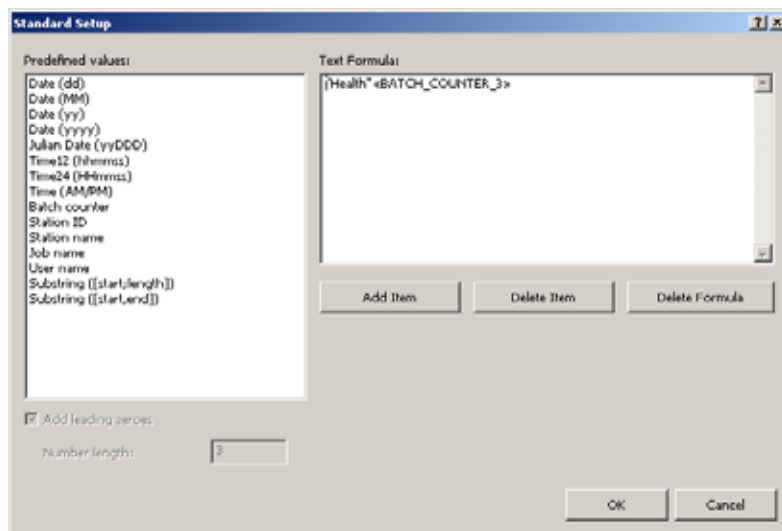 Standard Setup
Predefined values:
Date (dd)
Date (MM)
Date (yy)
Date (yyyy)
Julian Date (yyDDD)
Time12 (hhmmss)
Time24 (HHmmss)
Time (AM/PM)
Batch counter
Station ID
Station name
Job name
User name
Substring ([start;length])
Substring ([start,end])
Add leading zeroes
Number length:
3
Text Formula:
"Health" <BATCH_COUNTER_3>
Add Item
Delete Item
Delete Formula
OK
Cancel